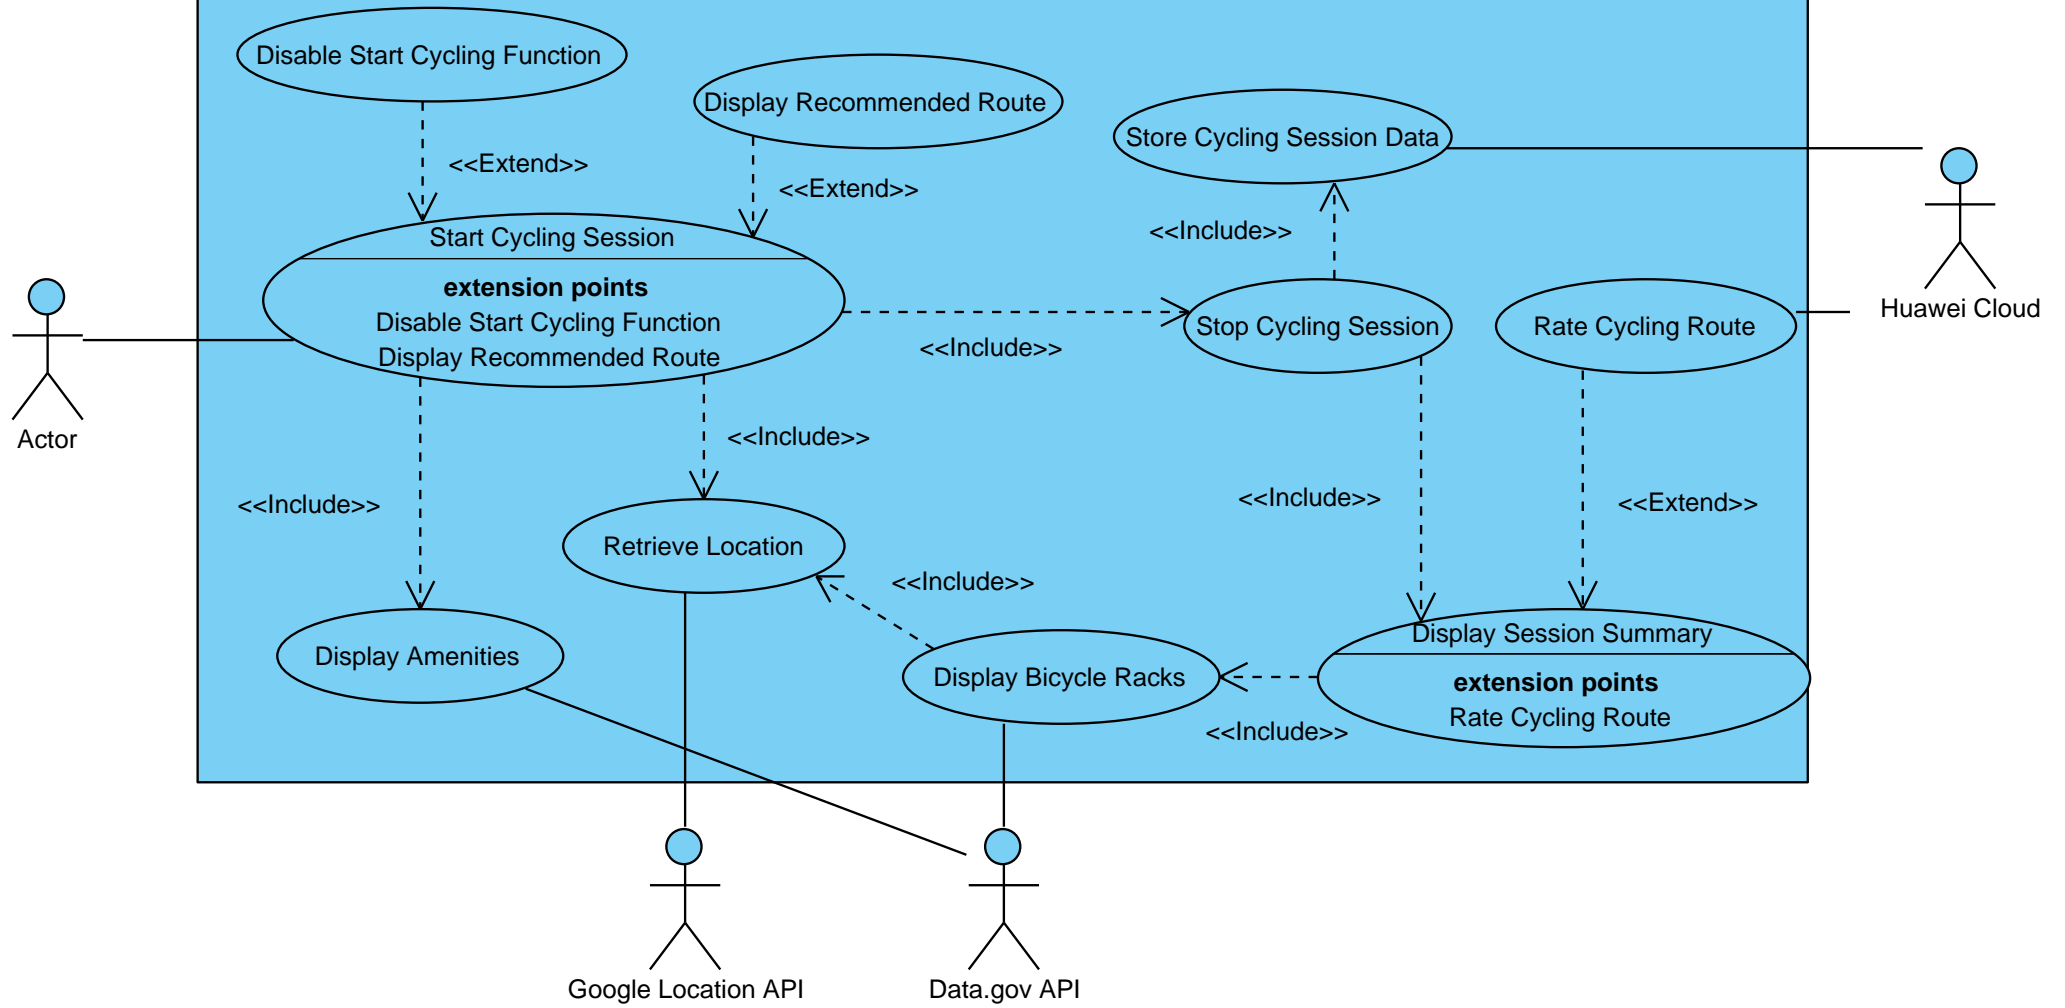 Disable Start Cycling Function
Display Recommended Route
Store Cycling Session Data
<<Extend>>
<<Extend>>
<<Include>>
Start Cycling Session
extension points
Disable Start Cycling Function
Display Recommended Route
Actor
<<Include>>
Stop Cycling Session
Rate Cycling Route
Huawei Cloud
<<Include>>
<<Include>>
<<Include>>
<<Extend>>
Retrieve Location
<<Include>>
Display Amenities
Display Bicycle Racks
Display Session Summary
extension points
Rate Cycling Route
<<Include>>
Google Location API
Data.gov API